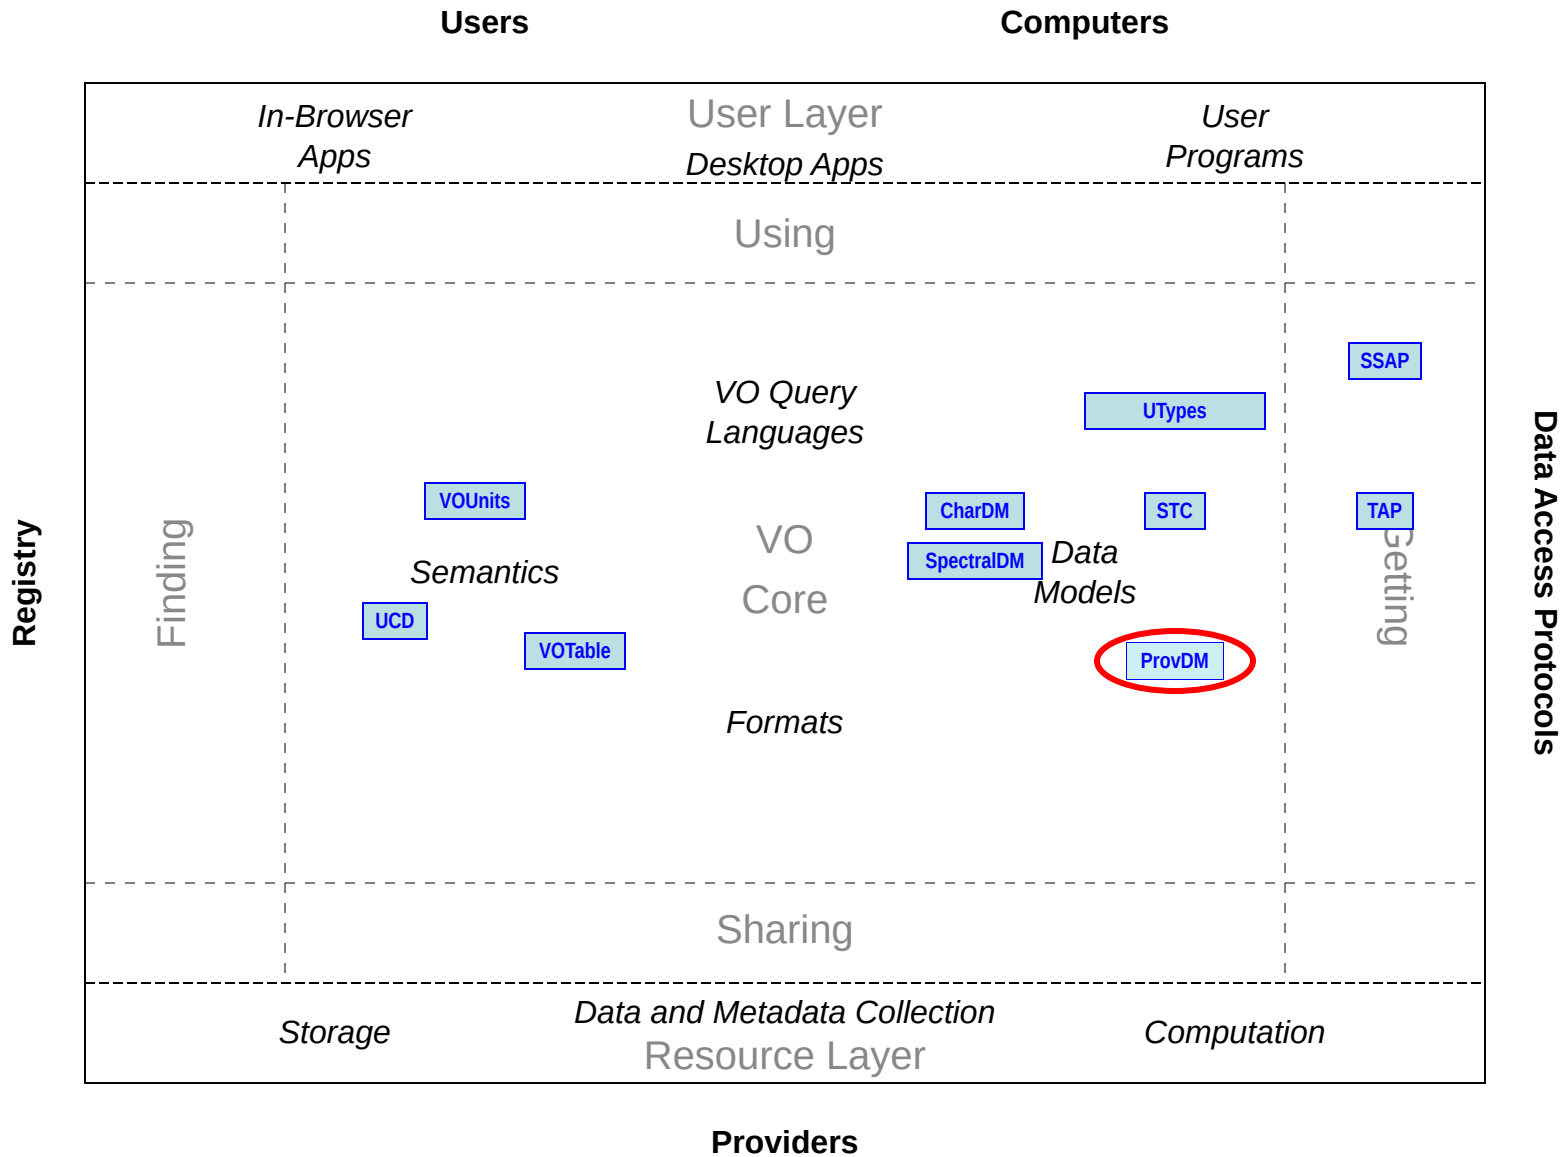 Users
Computers
In-Browser
Apps
User Layer
Desktop Apps
User
Programs
Using
Registry
Finding
VO Query
Languages
VOUnits
Semantics
UCD
VOTable
VO
Core
Formats
UTypes
CharDM
STC
SpectralDM
Data
Models
ProvDM
SSAP
TAP
Getting
Data Access Protocols
Sharing
Storage
Data and Metadata Collection
Resource Layer
Computation
Providers